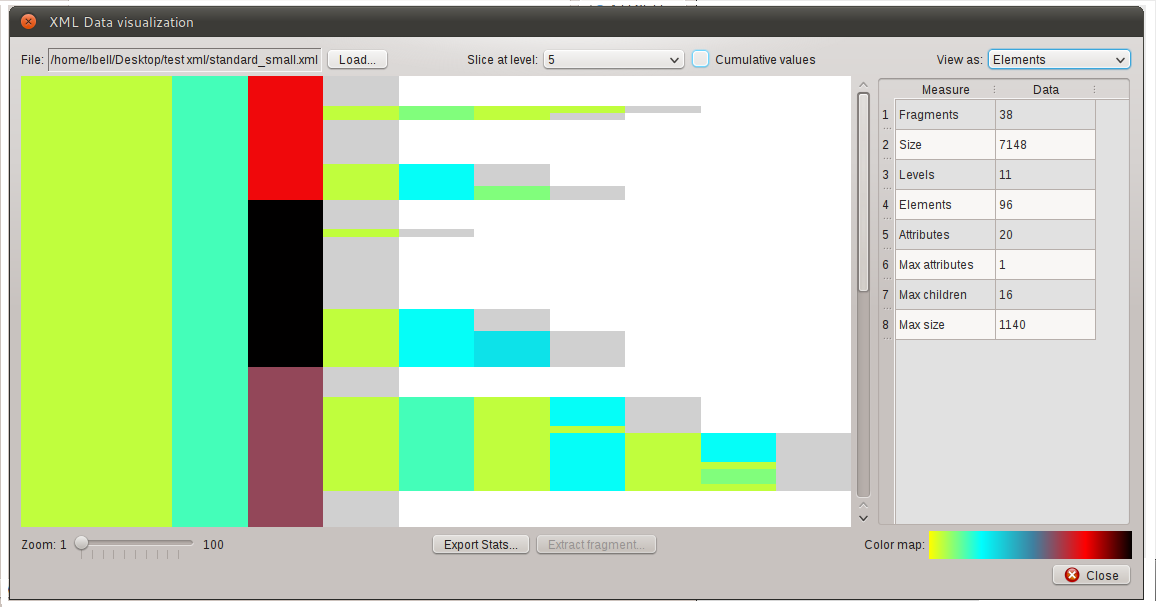 XML Data visualization
File: /home/lbell/Desktop/testxml/standard_small.xml Load... Slice at level: 5 Cumulative values View as: Elements
Measure Data
1 Fragments 38
2 Size 7148
3 Levels 11
4 Elements 96
5 Attributes 20
6 Max attributes 1
7 Max children 16
8 Max size 1140
Zoom: 1 100 Export Stats... Extract fragment... Color map:
Close